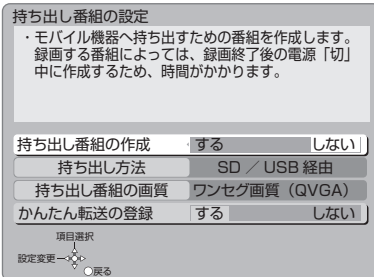 持ち出し番組の設定
・モバイル機器へ持ち出すための番組を作成します。
録画する番組によっては、録画終了後の電源「切」
中に作成するため、時間がかかります。
持ち出し番組の作成 する しない
持ち出し方法 SD ／ USB 経由
持ち出し番組の画質 ワンセグ画質（QVGA）
かんたん転送の登録 する しない
項目選択
設定変更
戻る